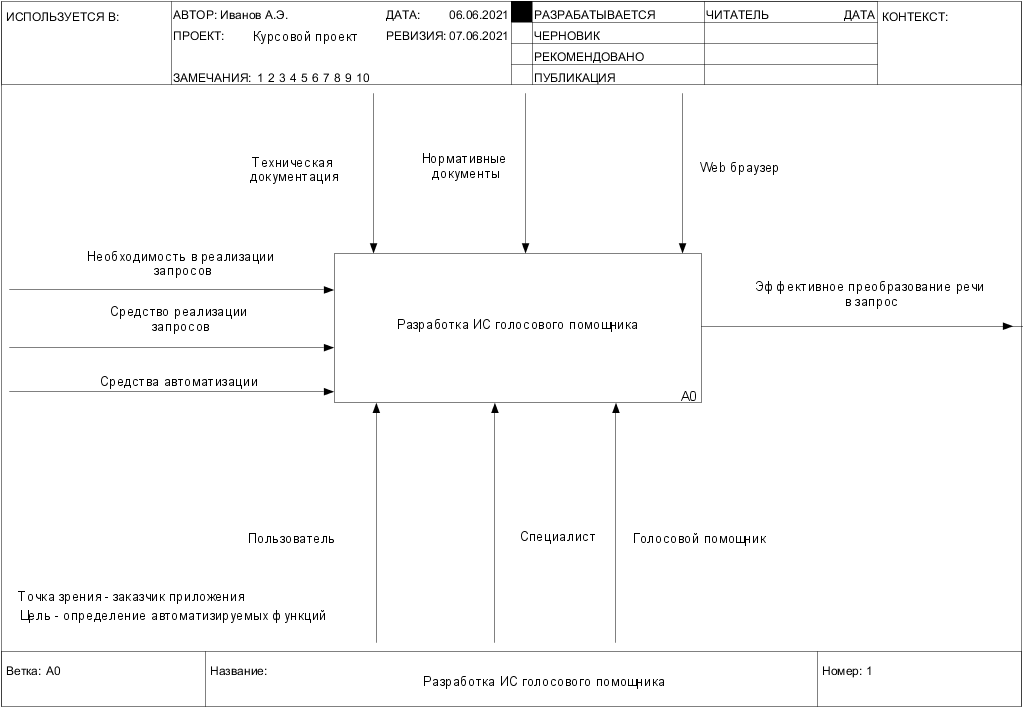 ИСПОЛЬЗУЕТСЯ В:
АВТОР: Иванов А.Э.
ДАТА: 06.06.2021
РАЗРАБАТЫВАЕТСЯ
ЧИТАТЕЛЬ
ДАТА
КОНТЕКСТ:
ПРОЕКТ: Курсовой проект
РЕВИЗИЯ: 07.06.2021
ЧЕРНОВИК
РЕКОМЕНДОВАНО
ЗАМЕЧАНИЯ: 1 2 3 4 5 6 7 8 9 10
ПУБЛИКАЦИЯ
Техническая
документация
Нормативные
документы
Web браузер
Необходимость в реализации
запросов
Средство реализации
запросов
Средства автоматизации
Разработка ИС голосового помощника
A0
Эффективное преобразование речи
в запрос
Пользователь
Специалист
Голосовой помощник
Точка зрения - заказчик приложения
Цель - определение автоматизируемых функций
Ветка: A0
Название:
Разработка ИС голосового помощника
Номер: 1